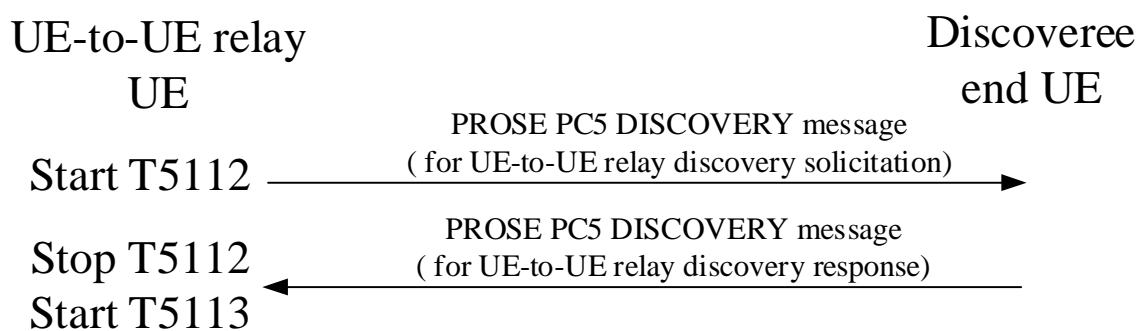 UE-to-UE relay
UE
Discoveree
end UE
PROSE PC5 DISCOVERY message
( for UE-to-UE relay discovery solicitation)
Start T5112
PROSE PC5 DISCOVERY message
( for UE-to-UE relay discovery response)
Stop T5112
Start T5113